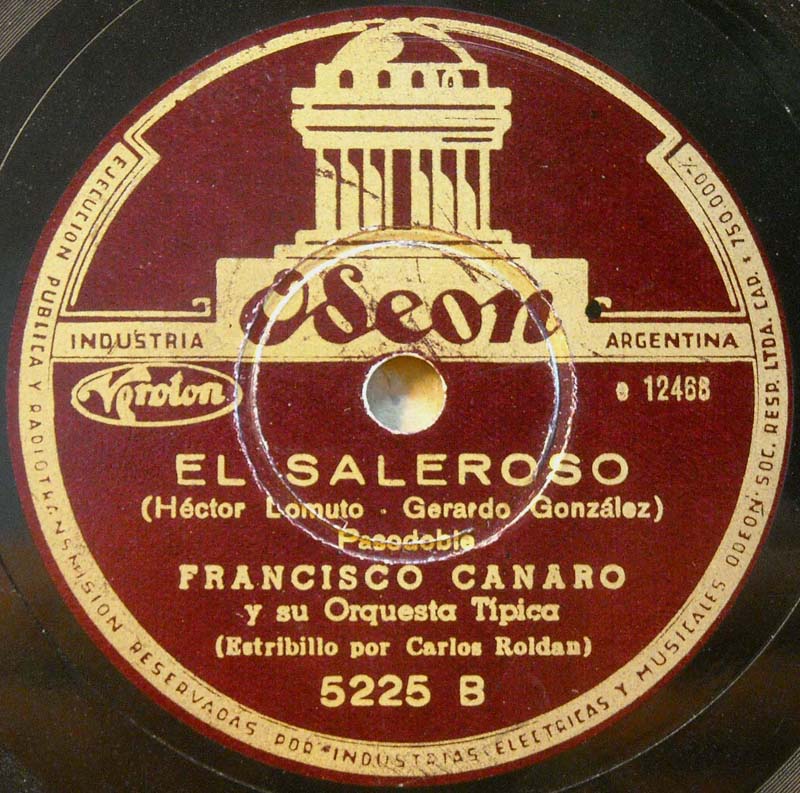 Odeon
INDUSTRIA ARGENTINA
Vroton
e 12468
EL SALEROSO
(Héctor Lomuto - Gerardo González)
Pasodoble
FRANCISCO CANARO
y su Orquesta Típica
(Estribillo por Carlos Roldan)
5225 B
EJECUCION PUBLICA Y RADIOTRANSMISION RESERVADAS POR INDUSTRIAS ELECTRICAS Y MUSICALES ODEON· SOC. RESP. LTDA. CAP. $ 750.000 ⁠%